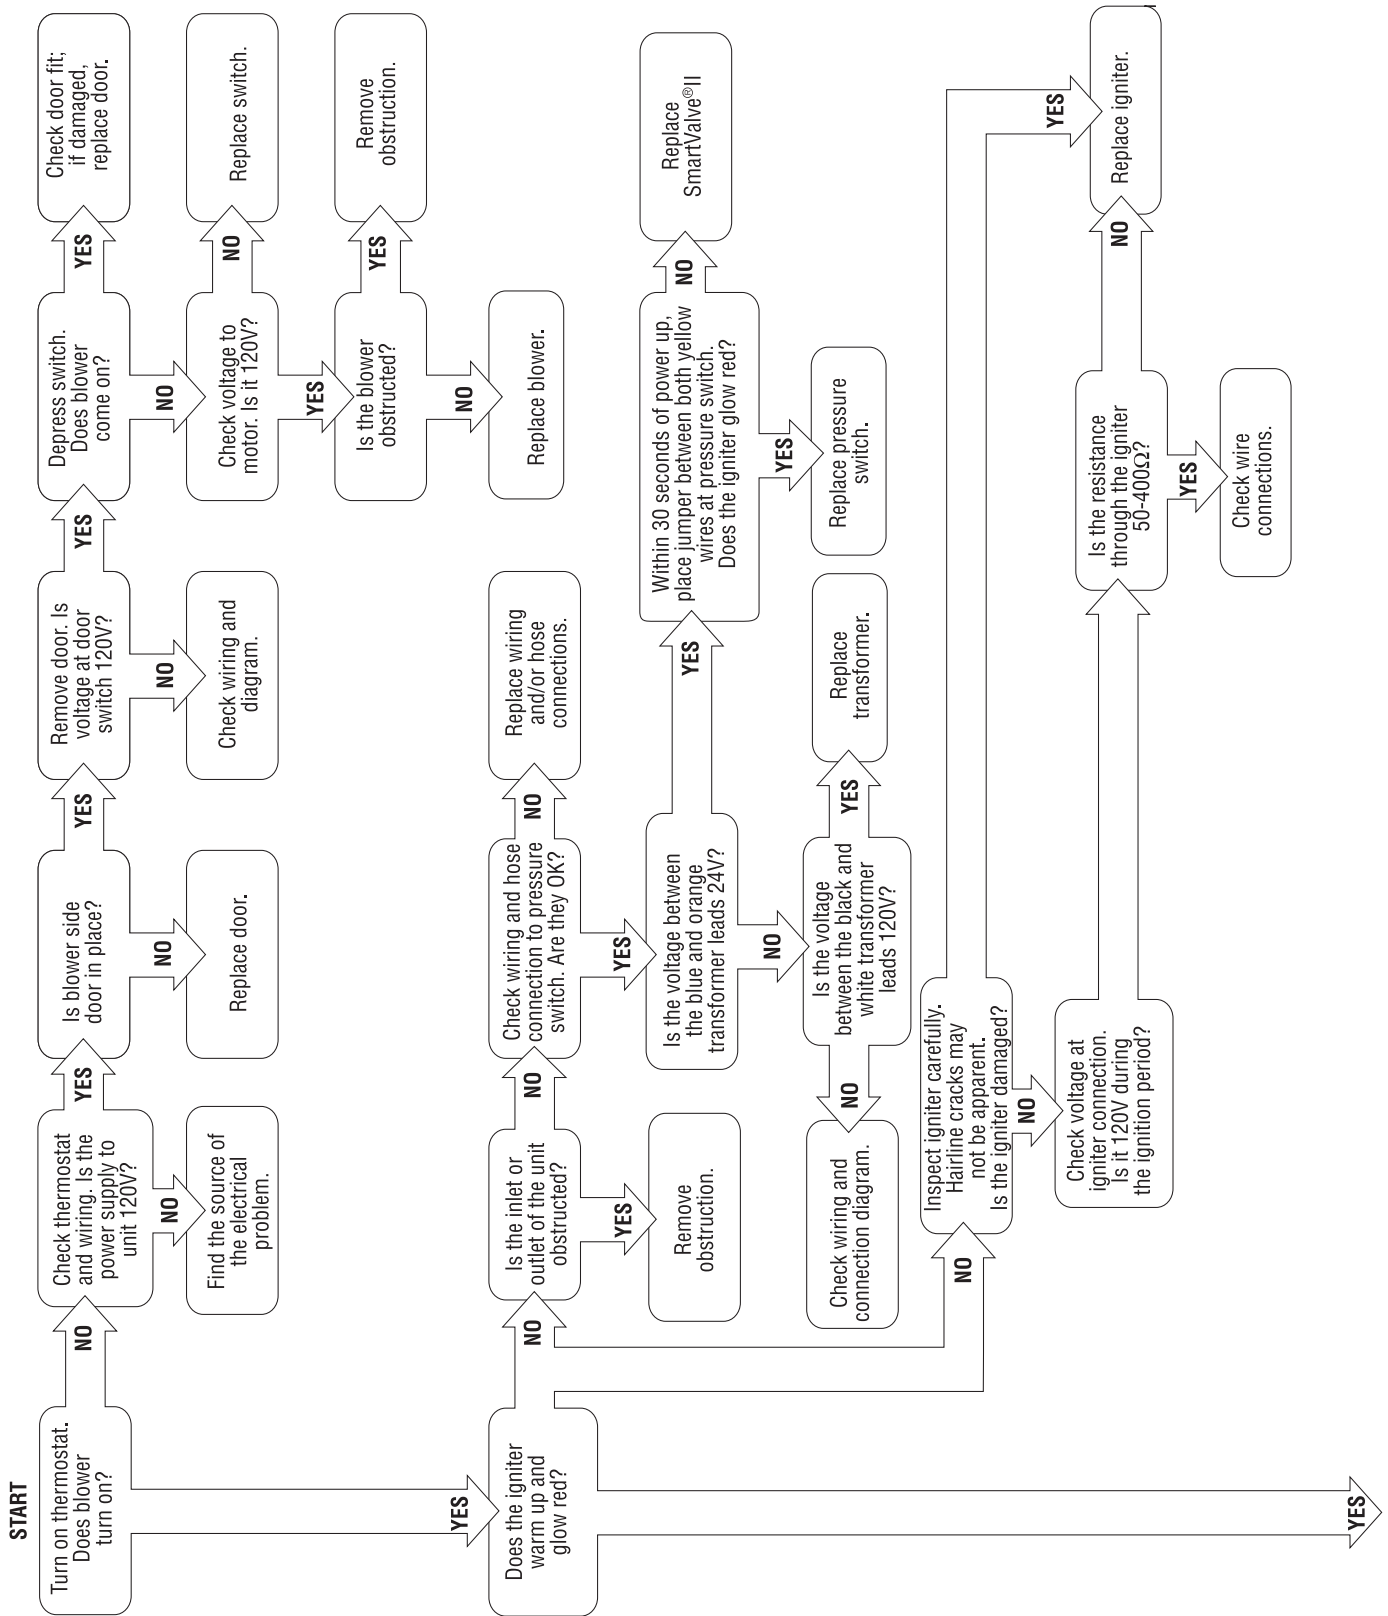 START
Turn on thermostat.
Does blower
turn on?
NO
Check thermostat
and wiring. Is the
power supply to
unit 120V?
NO
Find the source of
the electrical
problem.
YES
Is blower side
door in place?
NO
Replace door.
YES
Remove door. Is
voltage at door
switch 120V?
NO
Check wiring and
diagram.
YES
Depress switch.
Does blower
come on?
YES
Check door fit;
if damaged,
replace door.
NO
Check voltage to
motor. Is it 120V?
NO
Replace switch.
YES
Is the blower
obstructed?
YES
Remove
obstruction.
NO
Replace blower.
YES
Does the igniter
warm up and
glow red?
NO
Is the inlet or
outlet of the unit
obstructed?
YES
Remove
obstruction.
NO
Check wiring and hose
connection to pressure
switch. Are they OK?
NO
Replace wiring
and/or hose
connections.
YES
Is the voltage between
the blue and orange
transformer leads 24V?
YES
Within 30 seconds of power up,
place jumper between both yellow
wires at pressure switch.
Does the igniter glow red?
NO
Replace
SmartValve®II
YES
Replace pressure
switch.
NO
Is the voltage
between the black and
white transformer
leads 120V?
YES
Replace
transformer.
NO
Check wiring and
connection diagram.
NO
Inspect igniter carefully.
Hairline cracks may
not be apparent.
Is the igniter damaged?
YES
Replace igniter.
NO
Check voltage at
igniter connection.
Is it 120V during
the ignition period?
Is the resistance
through the igniter
50-400Ω?
NO
YES
Check wire
connections.
YES